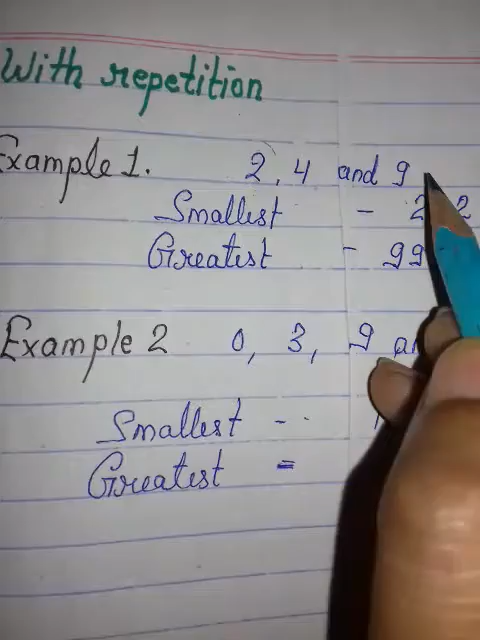 With repetition
Example 1. 2, 4 and 9
Smallest - 2 2
Greatest - 99
Example 2 0, 3, 9
Smallest -
Greatest =